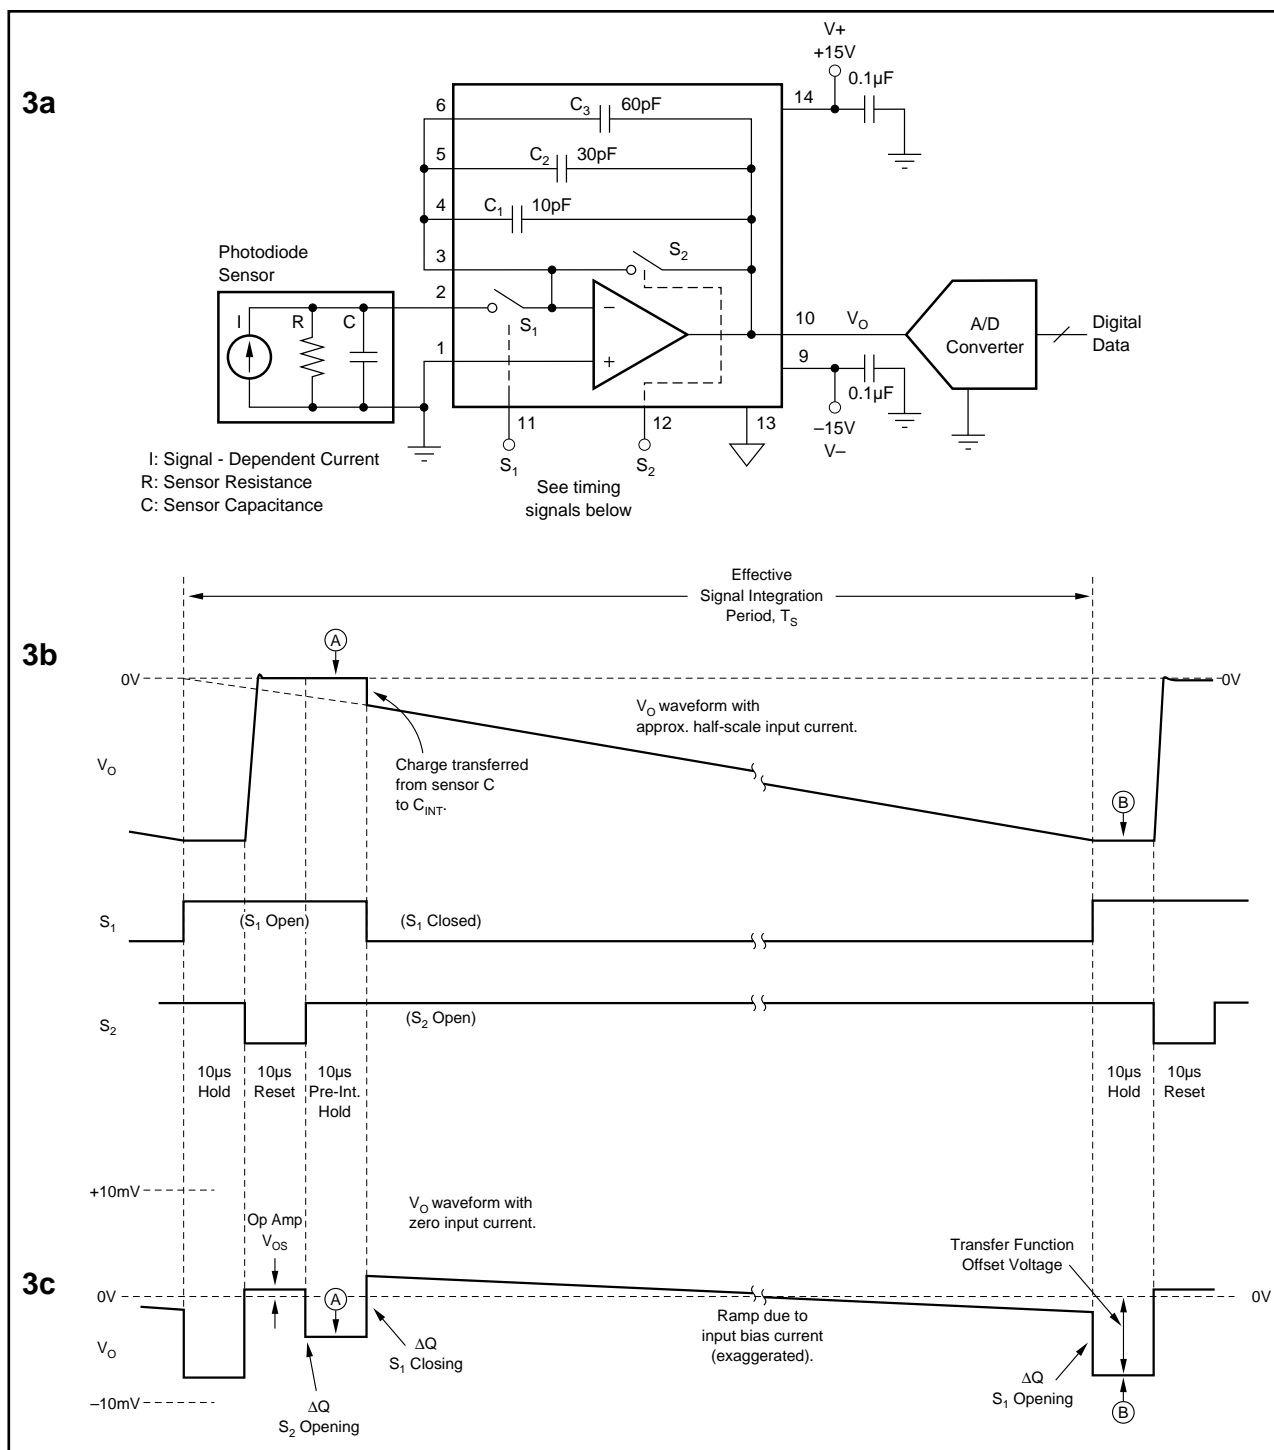 3a
V+
+15V
0.1µF
14
6
C3 60pF
5
C2 30pF
4
C1 10pF
3
S2
Photodiode
Sensor
2
I
R
C
S1
–
+
1
10
VO
9
A/D
Converter
Digital
Data
0.1µF
–15V
V–
11
S1
12
S2
13
I: Signal - Dependent Current
R: Sensor Resistance
C: Sensor Capacitance
See timing
signals below
Effective
Signal Integration
Period, TS
3b
A
0V
0V
VO waveform with
approx. half-scale input current.
VO
Charge transferred
from sensor C
to CINT.
B
S1
(S1 Open)
(S1 Closed)
S2
(S2 Open)
10µs
Hold
10µs
Reset
10µs
Pre-Int.
Hold
10µs
Hold
10µs
Reset
+10mV
VO waveform with
zero input current.
Op Amp
VOS
Transfer Function
Offset Voltage
3c
0V
A
0V
VO
Ramp due to
input bias current
(exaggerated).
∆Q
S1 Closing
∆Q
S1 Opening
–10mV
∆Q
S2 Opening
B